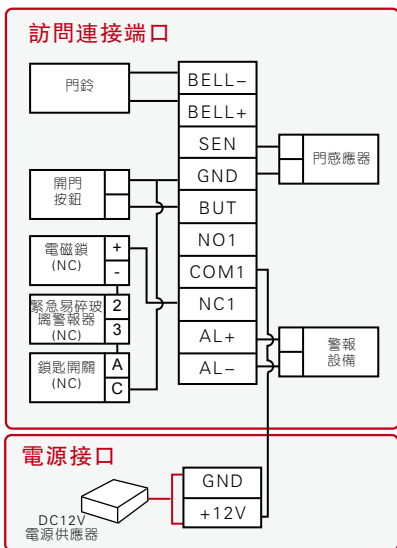 訪問連接端口
門鈴
BELL−
BELL+
SEN
GND
BUT
NO1
COM1
NC1
AL+
AL−
門感應器
開門
按鈕
電磁鎖
(NC)
+
-
緊急易碎玻
璃警報器
(NC)
2
3
鎖匙開關
(NC)
A
C
警報
設備
電源接口
GND
+12V
DC12V
電源供應器